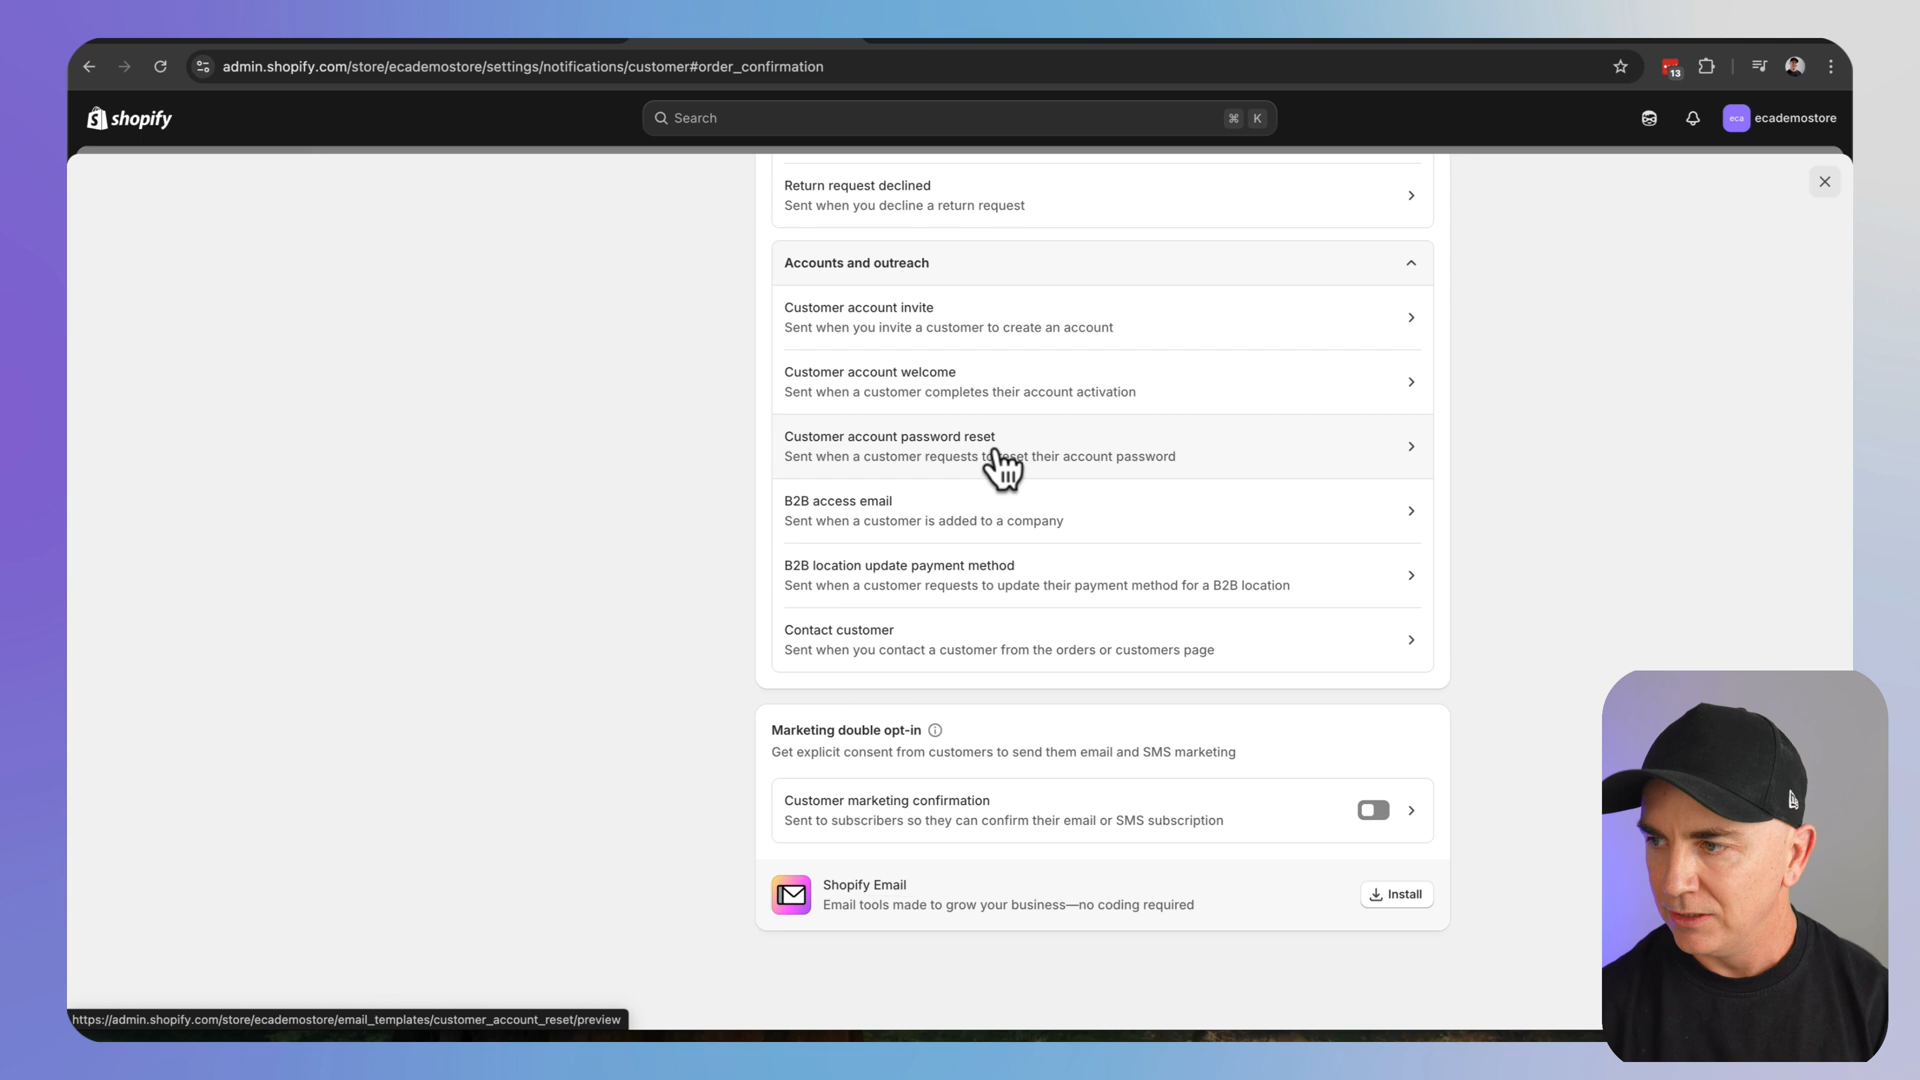 admin.shopify.com/store/ecademostore/settings/notifications/customer#order_confirmation
13
shopify
Search
⌘ K
eca
ecademostore
Return request declined
Sent when you decline a return request
Accounts and outreach
Customer account invite
Sent when you invite a customer to create an account
Customer account welcome
Sent when a customer completes their account activation
Customer account password reset
Sent when a customer requests to reset their account password
B2B access email
Sent when a customer is added to a company
B2B location update payment method
Sent when a customer requests to update their payment method for a B2B location
Contact customer
Sent when you contact a customer from the orders or customers page
Marketing double opt-in
Get explicit consent from customers to send them email and SMS marketing
Customer marketing confirmation
Sent to subscribers so they can confirm their email or SMS subscription
Shopify Email
Email tools made to grow your business—no coding required
Install
https://admin.shopify.com/store/ecademostore/email_templates/customer_account_reset/preview